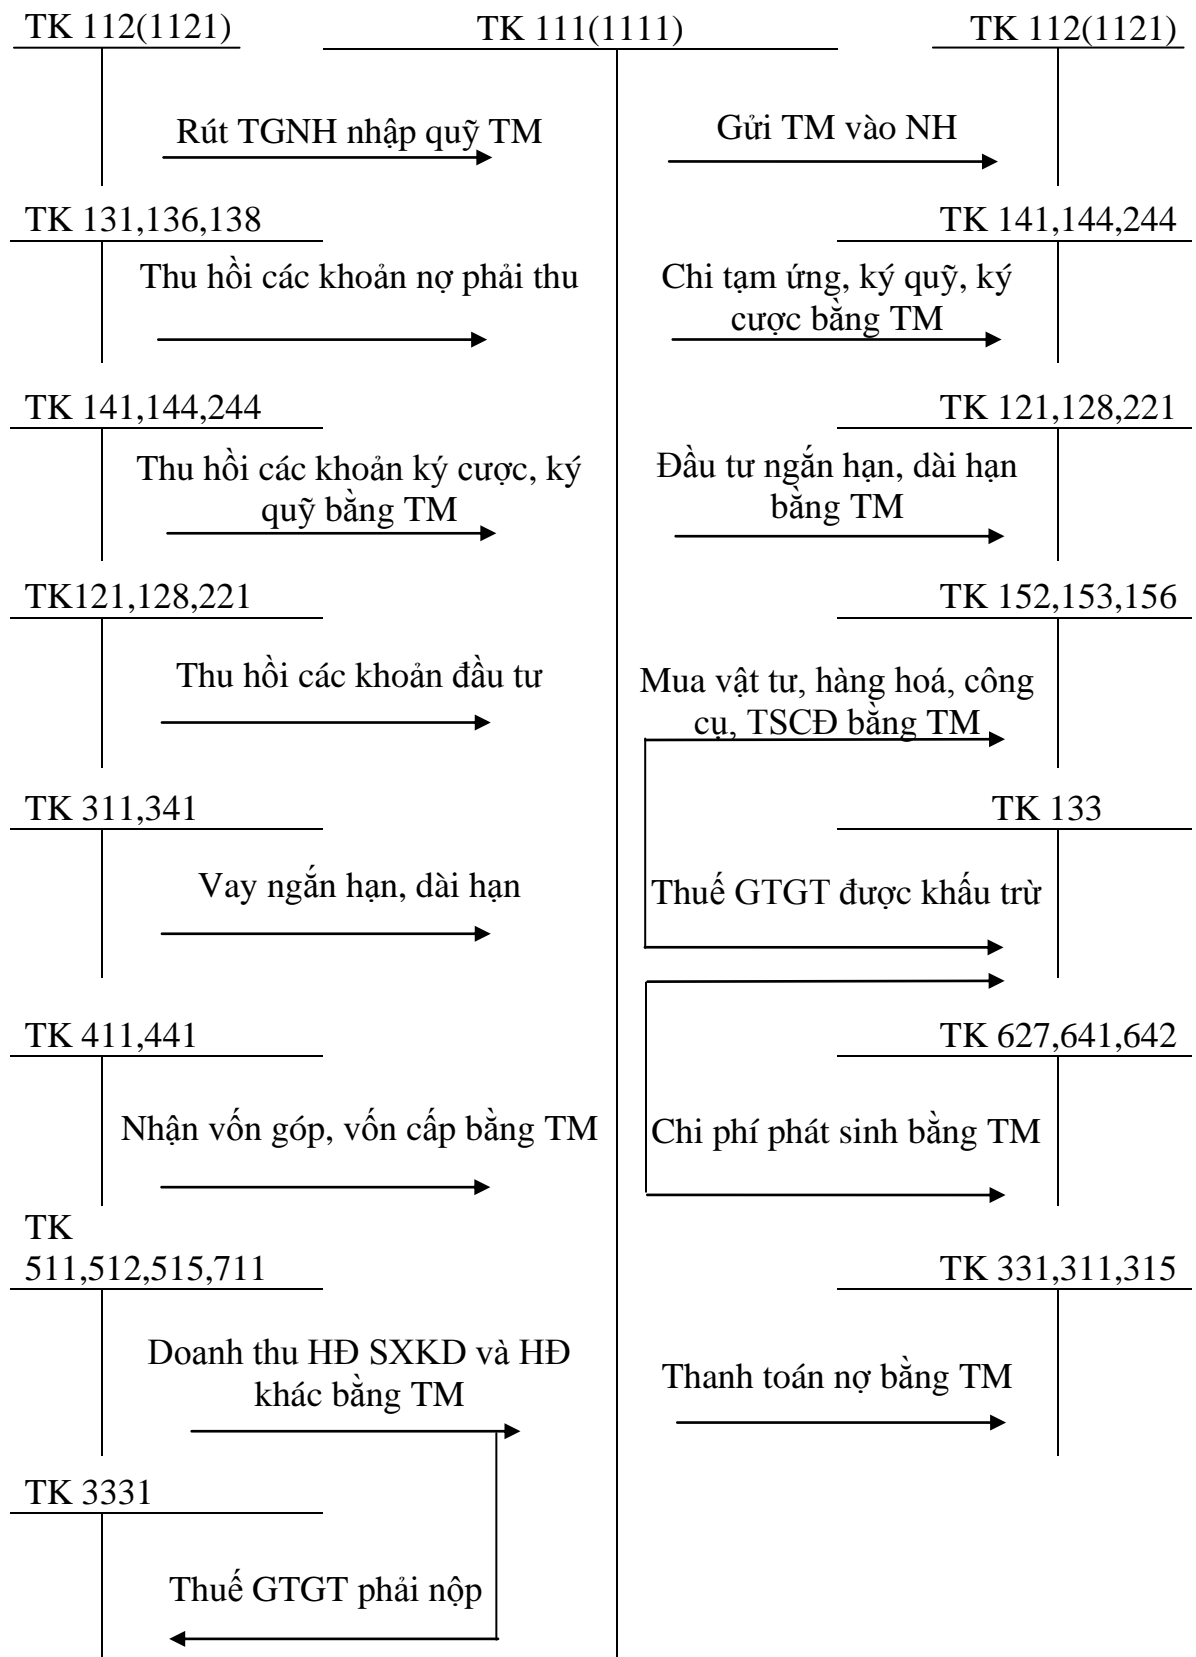 TK 112(1121)
TK 111(1111)
TK 112(1121)
Rút TGNH nhập quỹ TM
Gửi TM vào NH
TK 131,136,138
TK 141,144,244
Thu hồi các khoản nợ phải thu
Chi tạm ứng, ký quỹ, ký
cược bằng TM
TK 141,144,244
TK 121,128,221
Thu hồi các khoản ký cược, ký
quỹ bằng TM
Đầu tư ngắn hạn, dài hạn
bằng TM
TK121,128,221
TK 152,153,156
Thu hồi các khoản đầu tư
Mua vật tư, hàng hoá, công
cụ, TSCĐ bằng TM
TK 311,341
TK 133
Vay ngắn hạn, dài hạn
Thuế GTGT được khấu trừ
TK 411,441
TK 627,641,642
Nhận vốn góp, vốn cấp bằng TM
Chi phí phát sinh bằng TM
TK
511,512,515,711
TK 331,311,315
Doanh thu HĐ SXKD và HĐ
khác bằng TM
Thanh toán nợ bằng TM
TK 3331
Thuế GTGT phải nộp